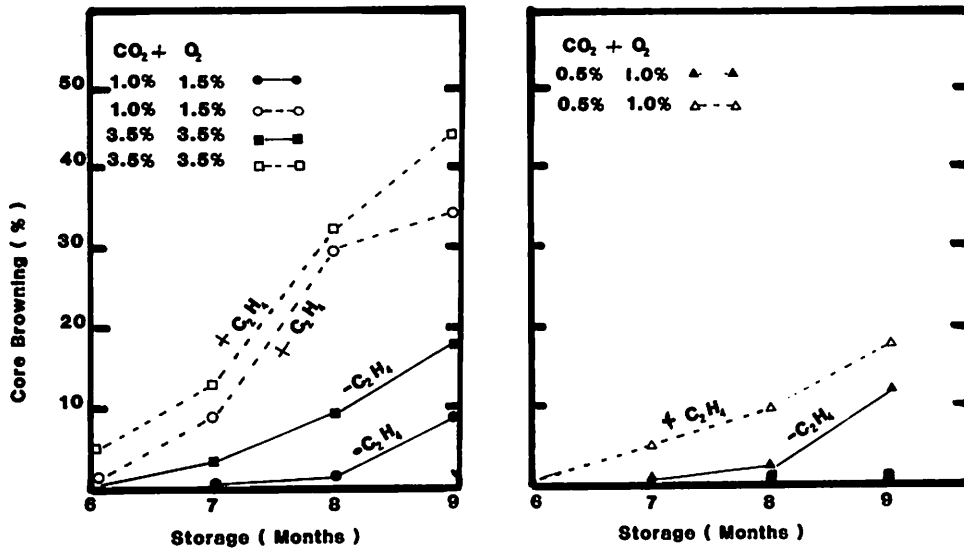 CO2 + O2
1.0% 1.5%
1.0% 1.5%
3.5% 3.5%
3.5% 3.5%
50
40
30
20
10
Core Browning ( % )
+ C2H4
+ C2H4
-C2H4
-C2H4
6 7 8 9
Storage ( Months )
CO2 + O2
0.5% 1.0%
0.5% 1.0%
+ C2H4
-C2H4
6 7 8 9
Storage ( Months )